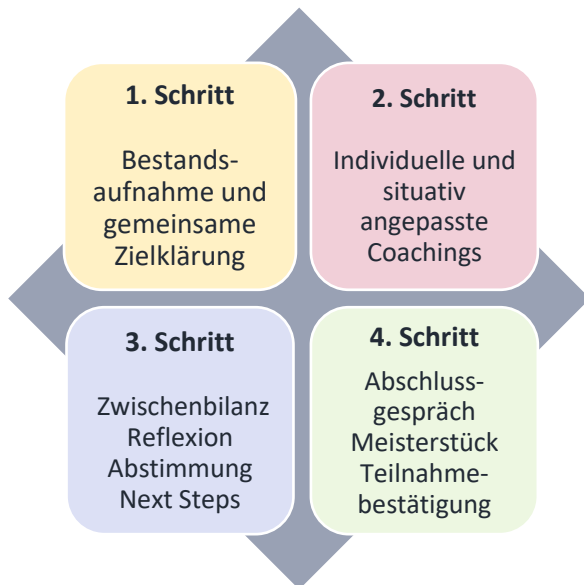 1. Schritt
Bestands-
aufnahme und
gemeinsame
Zielklärung
2. Schritt
Individuelle und
situativ
angepasste
Coachings
3. Schritt
Zwischenbilanz
Reflexion
Abstimmung
Next Steps
4. Schritt
Abschluss-
gespräch
Meisterstück
Teilnahme-
bestätigung